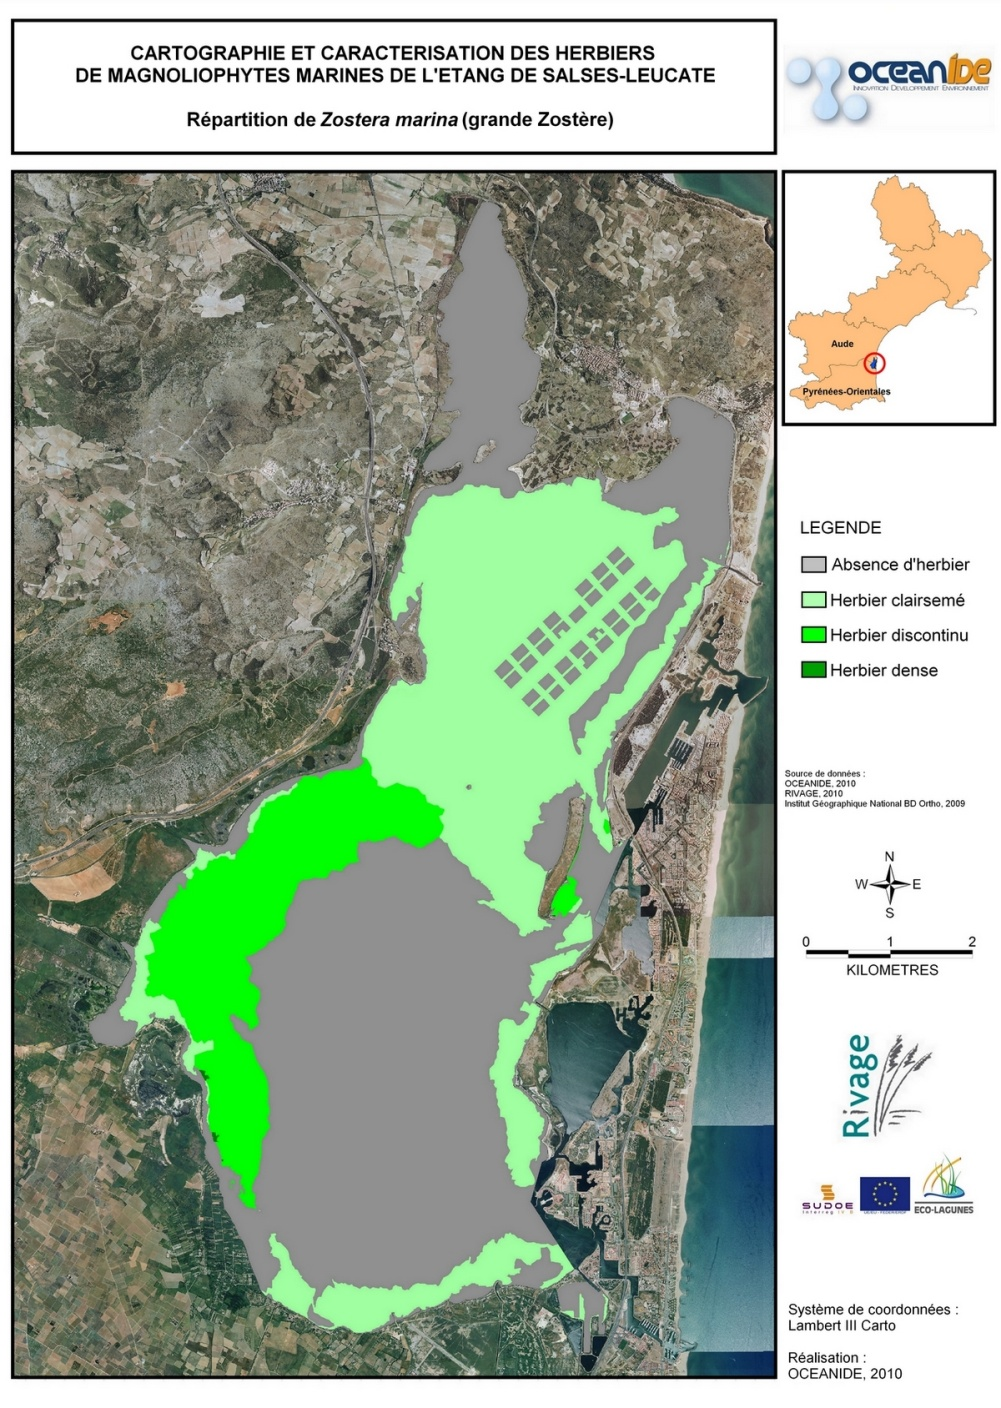 CARTOGRAPHIE ET CARACTERISATION DES HERBIERS
DE MAGNOLIOPHYTES MARINES DE L'ETANG DE SALSES-LEUCATE
Répartition de Zostera marina (grande Zostère)
OCEANIDE
INNOVATION DEVELOPPEMENT ENVIRONNEMENT
Aude
Pyrénées-Orientales
LEGENDE
Absence d'herbier
Herbier clairsemé
Herbier discontinu
Herbier dense
Source de données :
OCEANIDE, 2010
RIVAGE, 2010
Institut Géographique National BD Ortho, 2009
N
W E
S
0 1 2
KILOMETRES
Rivage
SUDOE
ECO-LAGUNES
Système de coordonnées :
Lambert III Carto
Réalisation :
OCEANIDE, 2010